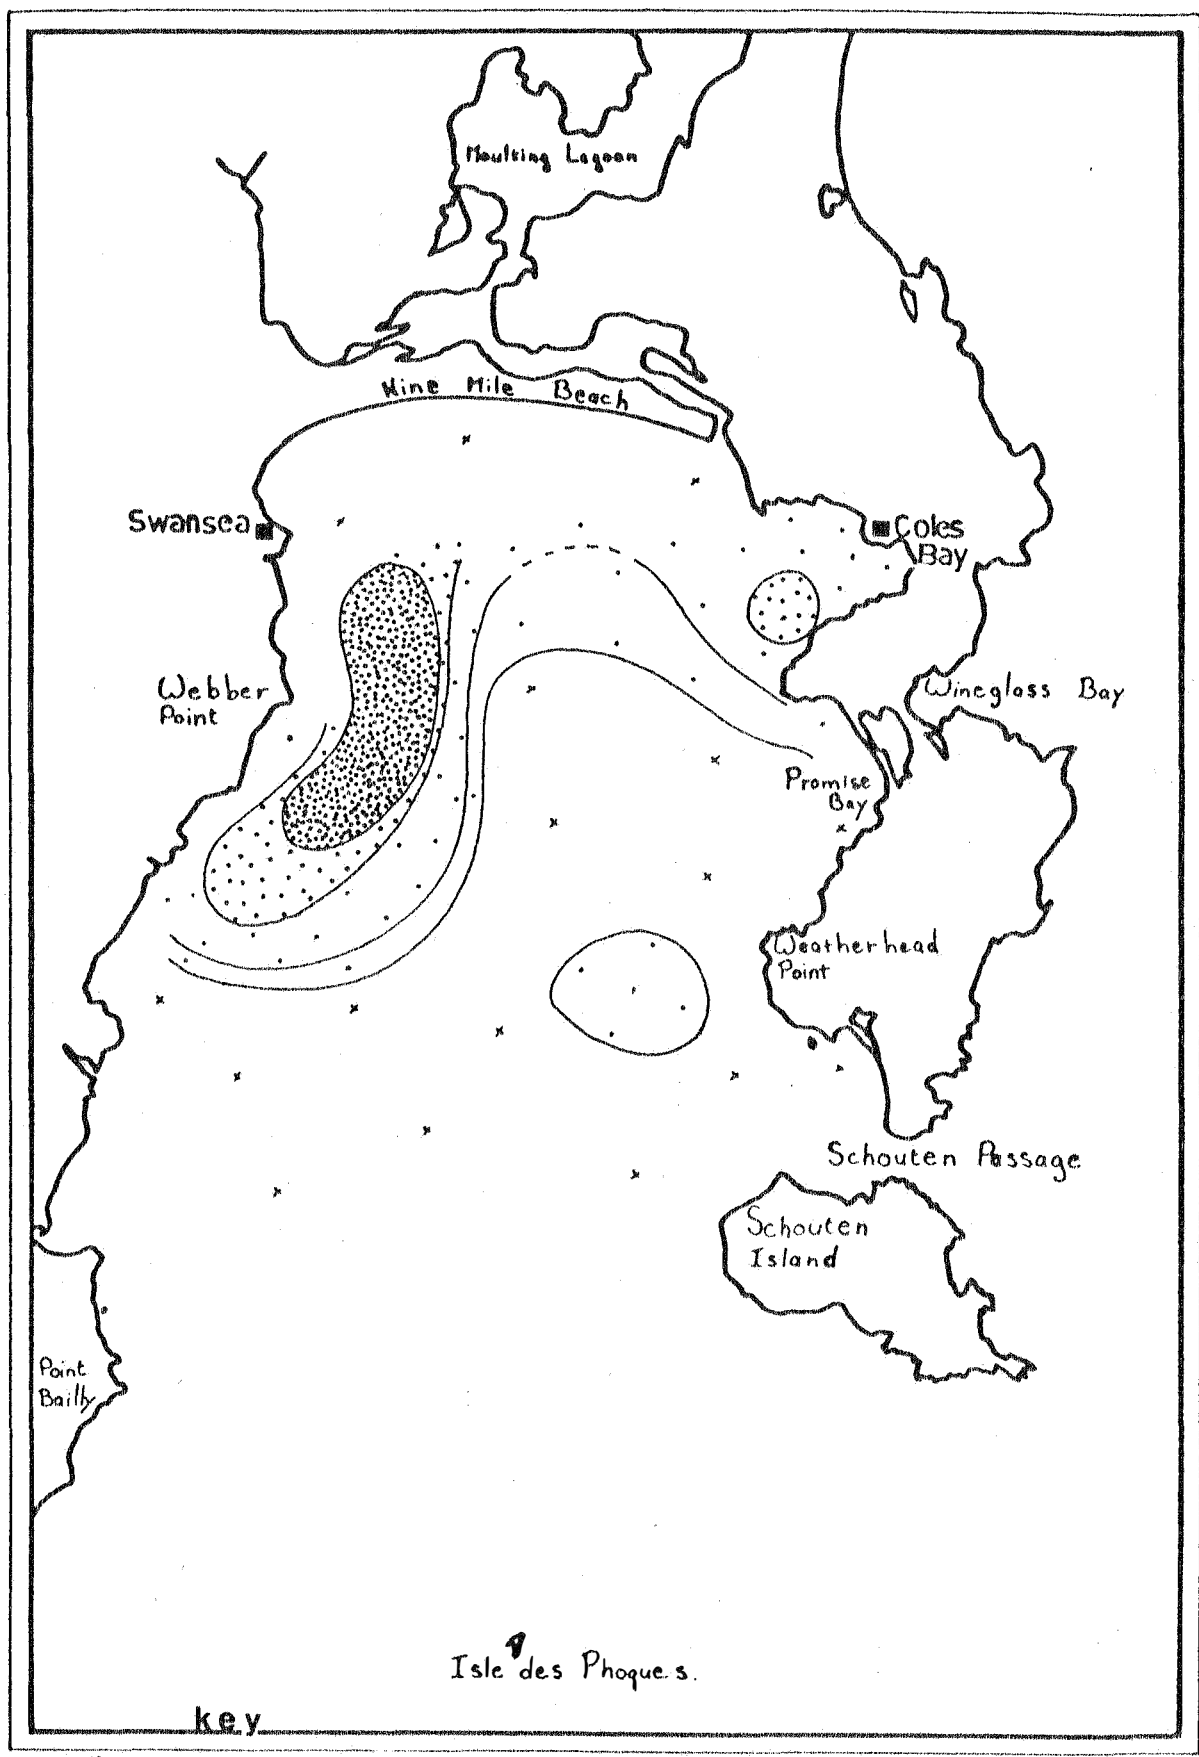 Moulting Lagoon
Nine Mile Beach
Swansea
Coles
Bay
Webber
Point
Wineglass Bay
Promise
Bay
Weatherhead
Point
Schouten Passage
Schouten
Island
Point
Bailly
Isle des Phoques.
key